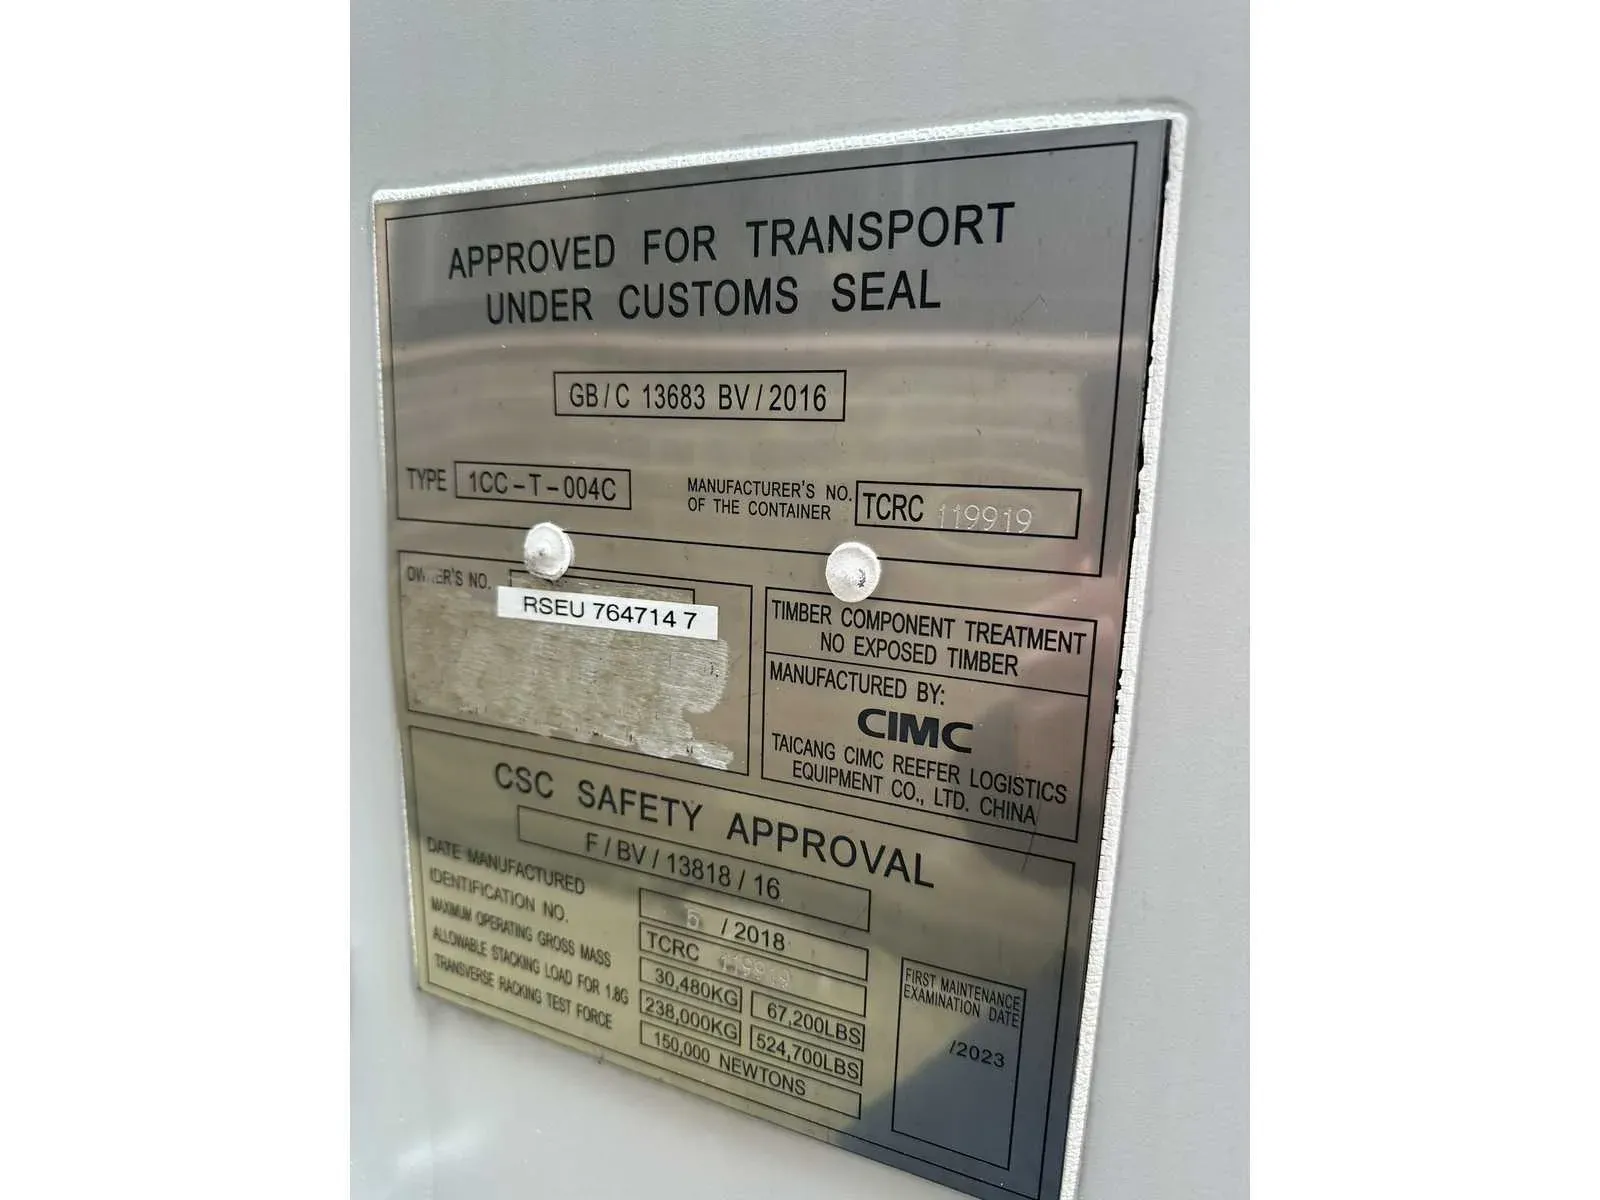 APPROVED FOR TRANSPORT
UNDER CUSTOMS SEAL
GB/C 13683 BV/2016
TYPE 1CC-T-004C
MANUFACTURER'S NO.
OF THE CONTAINER
TCRC 119919
OWNER'S NO.
RSEU 764714 7
TIMBER COMPONENT TREATMENT
NO EXPOSED TIMBER
MANUFACTURED BY:
CIMC
TAICANG CIMC REEFER LOGISTICS
EQUIPMENT CO., LTD. CHINA
CSC SAFETY APPROVAL
F/BV/13818/16
DATE MANUFACTURED 5/2018
IDENTIFICATION NO. TCRC 119919
MAXIMUM OPERATING GROSS MASS 30,480KG 67,200LBS
ALLOWABLE STACKING LOAD FOR 1.8G 238,000KG 524,700LBS
TRANSVERSE RACKING TEST FORCE 150,000 NEWTONS
FIRST MAINTENANCE
EXAMINATION DATE
/2023